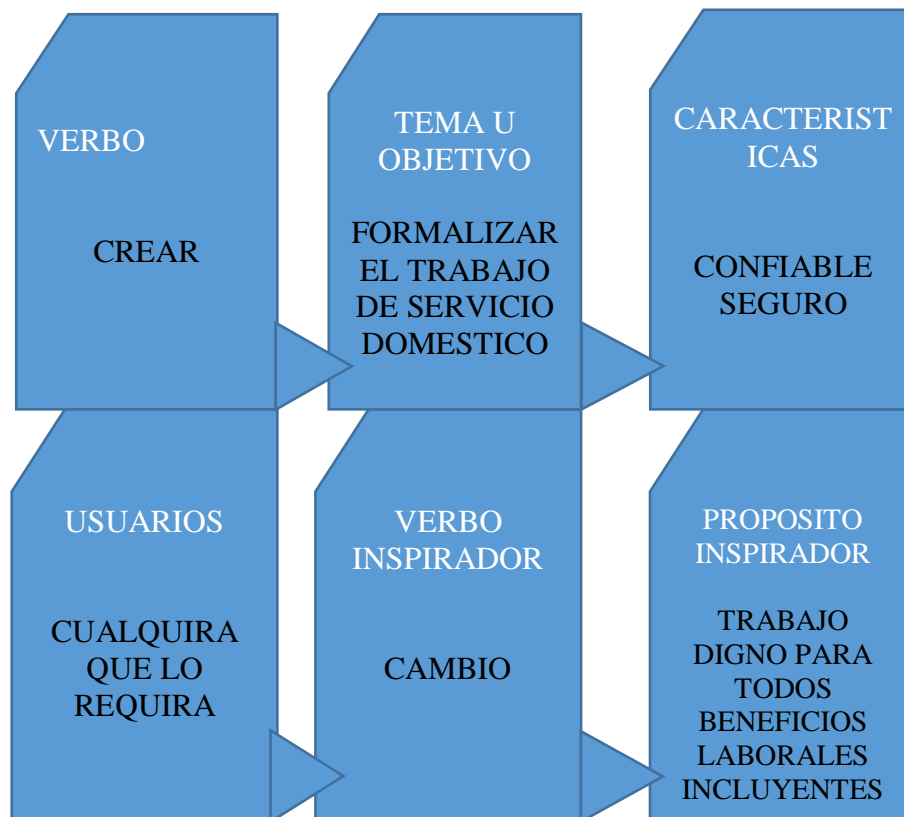 VERBO
CREAR
TEMA U
OBJETIVO
FORMALIZAR
EL TRABAJO
DE SERVICIO
DOMESTICO
CARACTERIST
ICAS
CONFIABLE
SEGURO
USUARIOS
CUALQUIRA
QUE LO
REQUIRA
VERBO
INSPIRADOR
CAMBIO
PROPOSITO
INSPIRADOR
TRABAJO
DIGNO PARA
TODOS
BENEFICIOS
LABORALES
INCLUYENTES